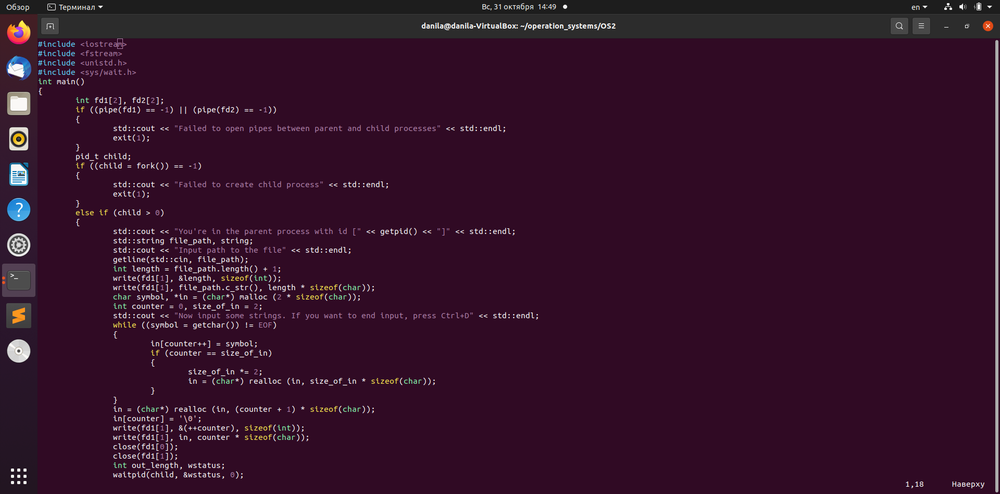 Обзор Терминал Вс, 31 октября 14:49 en
danila@danila-VirtualBox: ~/operation_systems/OS2
#include <iostream>
#include <fstream>
#include <unistd.h>
#include <sys/wait.h>
int main()
{
        int fd1[2], fd2[2];
        if ((pipe(fd1) == -1) || (pipe(fd2) == -1))
        {
                std::cout << "Failed to open pipes between parent and child processes" << std::endl;
                exit(1);
        }
        pid_t child;
        if ((child = fork()) == -1)
        {
                std::cout << "Failed to create child process" << std::endl;
                exit(1);
        }
        else if (child > 0)
        {
                std::cout << "You're in the parent process with id [" << getpid() << "]" << std::endl;
                std::string file_path, string;
                std::cout << "Input path to the file" << std::endl;
                getline(std::cin, file_path);
                int length = file_path.length() + 1;
                write(fd1[1], &length, sizeof(int));
                write(fd1[1], file_path.c_str(), length * sizeof(char));
                char symbol, *in = (char*) malloc (2 * sizeof(char));
                int counter = 0, size_of_in = 2;
                std::cout << "Now input some strings. If you want to end input, press Ctrl+D" << std::endl;
                while ((symbol = getchar()) != EOF)
                {
                        in[counter++] = symbol;
                        if (counter == size_of_in)
                        {
                                size_of_in *= 2;
                                in = (char*) realloc (in, size_of_in * sizeof(char));
                        }
                }
                in = (char*) realloc (in, (counter + 1) * sizeof(char));
                in[counter] = '\0';
                write(fd1[1], &(++counter), sizeof(int));
                write(fd1[1], in, counter * sizeof(char));
                close(fd1[0]);
                close(fd1[1]);
                int out_length, wstatus;
                waitpid(child, &wstatus, 0);
1,18 Наверху